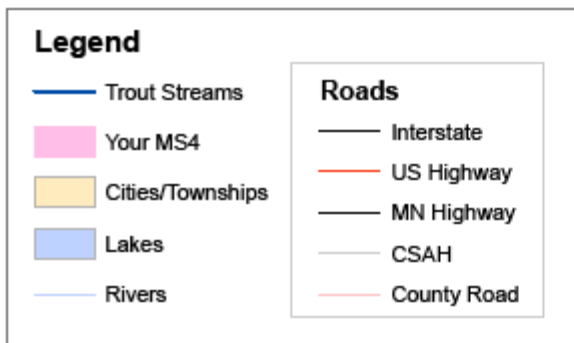 Legend
Trout Streams
Your MS4
Cities/Townships
Lakes
Rivers
Roads
Interstate
US Highway
MN Highway
CSAH
County Road